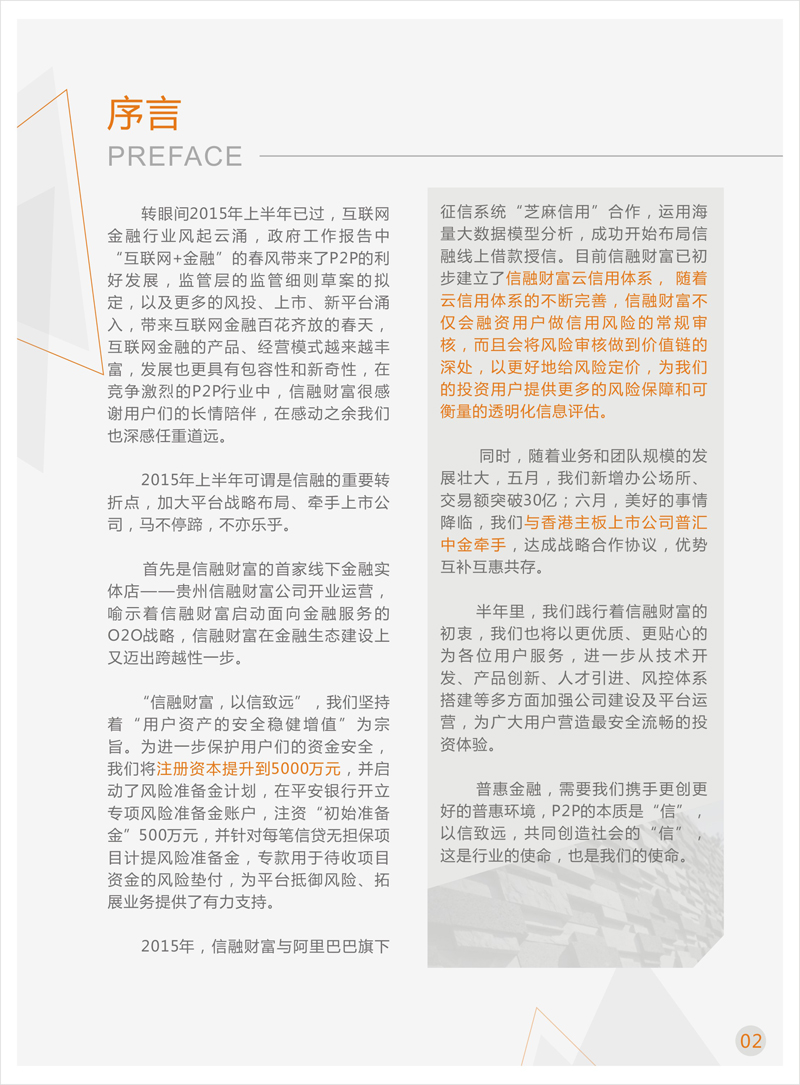 序言
PREFACE
转眼间2015年上半年已过，互联网
金融行业风起云涌，政府工作报告中
“互联网+金融”的春风带来了P2P的利
好发展，监管层的监管细则草案的拟
定，以及更多的风投、上市、新平台涌
入，带来互联网金融百花齐放的春天，
互联网金融的产品、经营模式越来越丰
富，发展也更具有包容性和新奇性，在
竞争激烈的P2P行业中，信融财富很感
谢用户们的长情陪伴，在感动之余我们
也深感任重道远。
2015年上半年可谓是信融的重要转
折点，加大平台战略布局、牵手上市公
司，马不停蹄，不亦乐乎。
首先是信融财富的首家线下金融实
体店——贵州信融财富公司开业运营，
喻示着信融财富启动面向金融服务的
O2O战略，信融财富在金融生态建设上
又迈出跨越性一步。
“信融财富，以信致远”，我们坚持
着“用户资产的安全稳健增值”为宗
旨。为进一步保护用户们的资金安全，
我们将注册资本提升到5000万元，并启
动了风险准备金计划，在平安银行开立
专项风险准备金账户，注资“初始准备
金”500万元，并针对每笔信贷无担保项
目计提风险准备金，专款用于待收项目
资金的风险垫付，为平台抵御风险、拓
展业务提供了有力支持。
2015年，信融财富与阿里巴巴旗下
征信系统“芝麻信用”合作，运用海
量大数据模型分析，成功开始布局信
融线上借款授信。目前信融财富已初
步建立了信融财富云信用体系， 随着
云信用体系的不断完善，信融财富不
仅会融资用户做信用风险的常规审
核，而且会将风险审核做到价值链的
深处，以更好地给风险定价，为我们
的投资用户提供更多的风险保障和可
衡量的透明化信息评估。
同时，随着业务和团队规模的发
展壮大，五月，我们新增办公场所、
交易额突破30亿；六月，美好的事情
降临，我们与香港主板上市公司普汇
中金牵手，达成战略合作协议，优势
互补互惠共存。
半年里，我们践行着信融财富的
初衷，我们也将以更优质、更贴心的
为各位用户服务，进一步从技术开
发、产品创新、人才引进、风控体系
搭建等多方面加强公司建设及平台运
营，为广大用户营造最安全流畅的投
资体验。
普惠金融，需要我们携手更创更
好的普惠环境，P2P的本质是“信”，
以信致远，共同创造社会的“信”，
这是行业的使命，也是我们的使命。
02